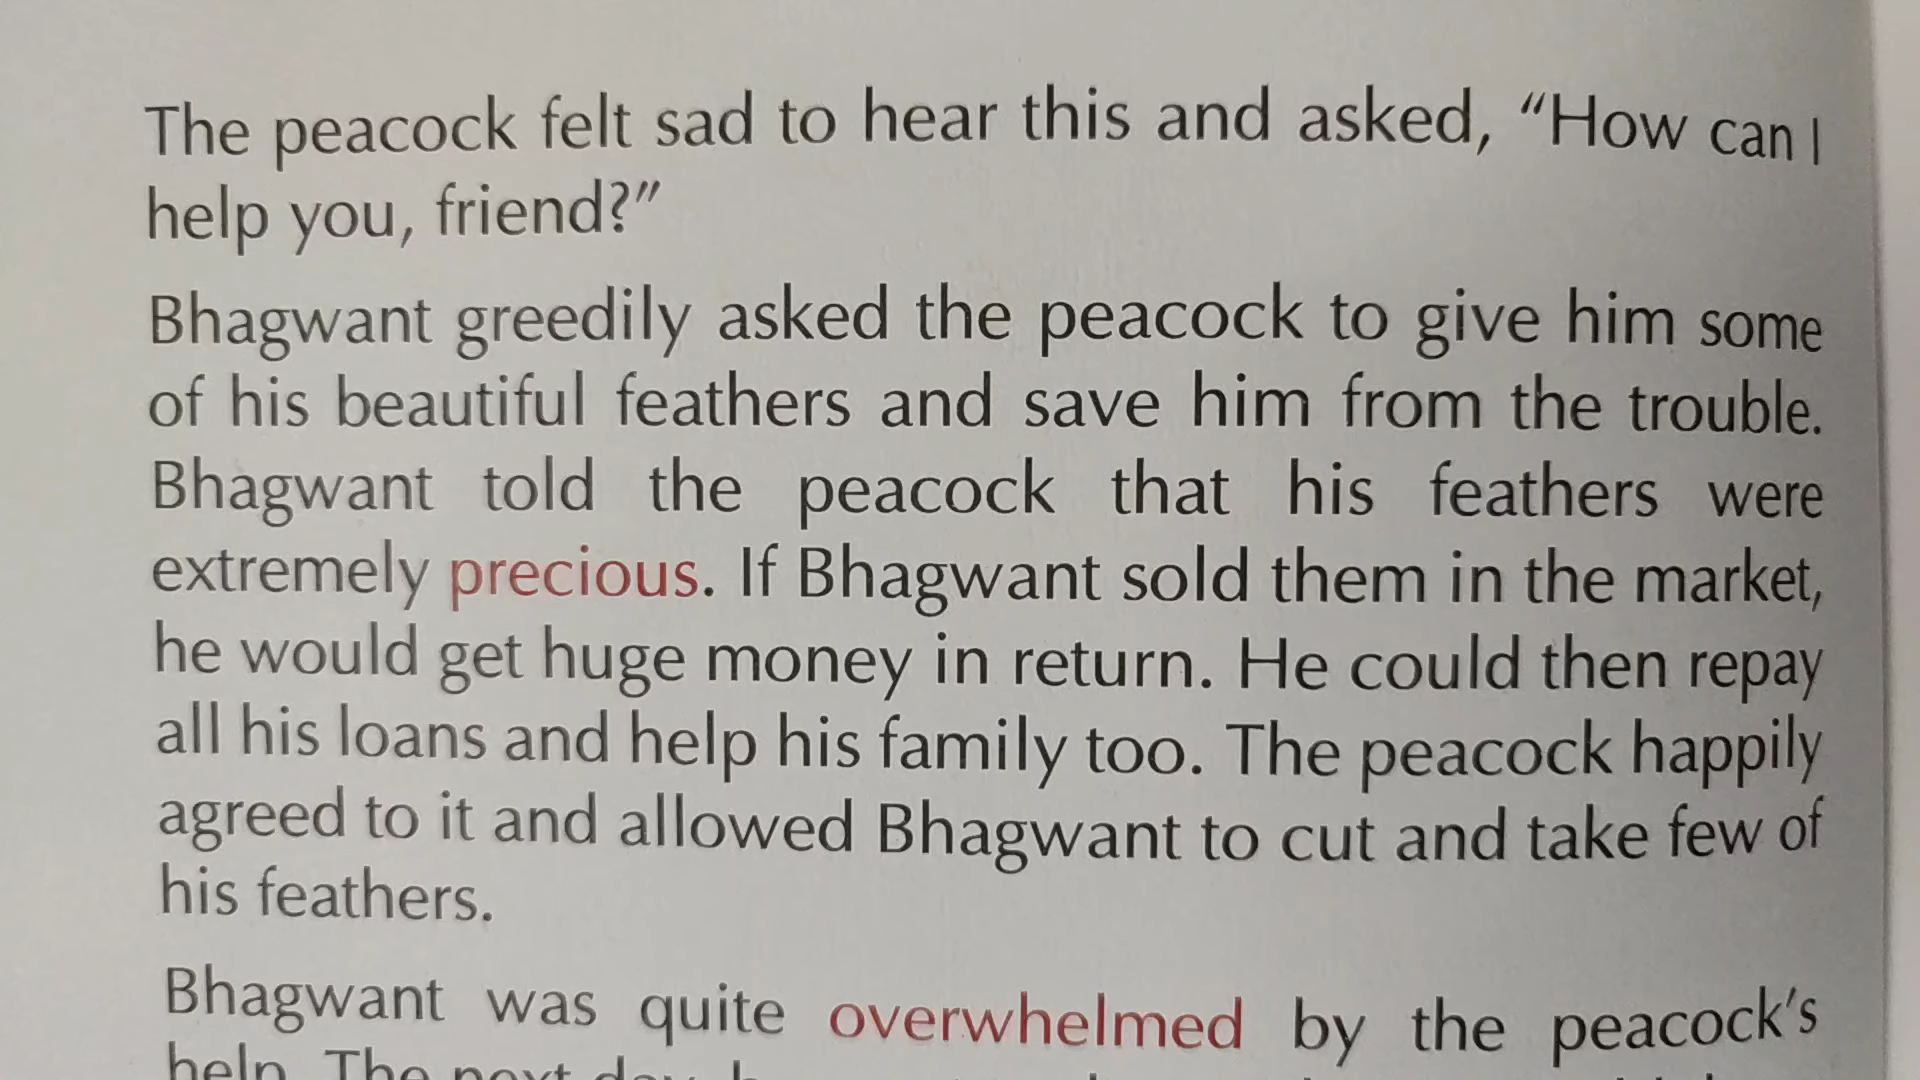 The peacock felt sad to hear this and asked, “How can I
help you, friend?”
Bhagwant greedily asked the peacock to give him some
of his beautiful feathers and save him from the trouble.
Bhagwant told the peacock that his feathers were
extremely precious. If Bhagwant sold them in the market,
he would get huge money in return. He could then repay
all his loans and help his family too. The peacock happily
agreed to it and allowed Bhagwant to cut and take few of
his feathers.
Bhagwant was quite overwhelmed by the peacock’s
help. The next day